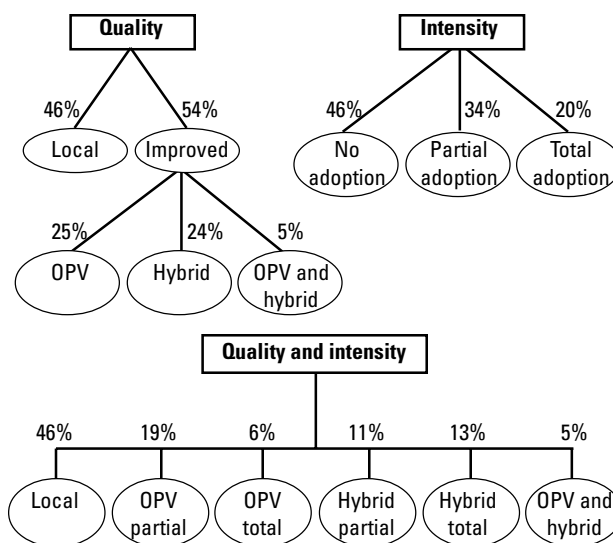 Quality
46%
54%
Local
Improved
25%
24%
5%
OPV
Hybrid
OPV and
hybrid
Intensity
46%
34%
20%
No
adoption
Partial
adoption
Total
adoption
Quality and intensity
46%
19%
6%
11%
13%
5%
Local
OPV
partial
OPV
total
Hybrid
partial
Hybrid
total
OPV and
hybrid